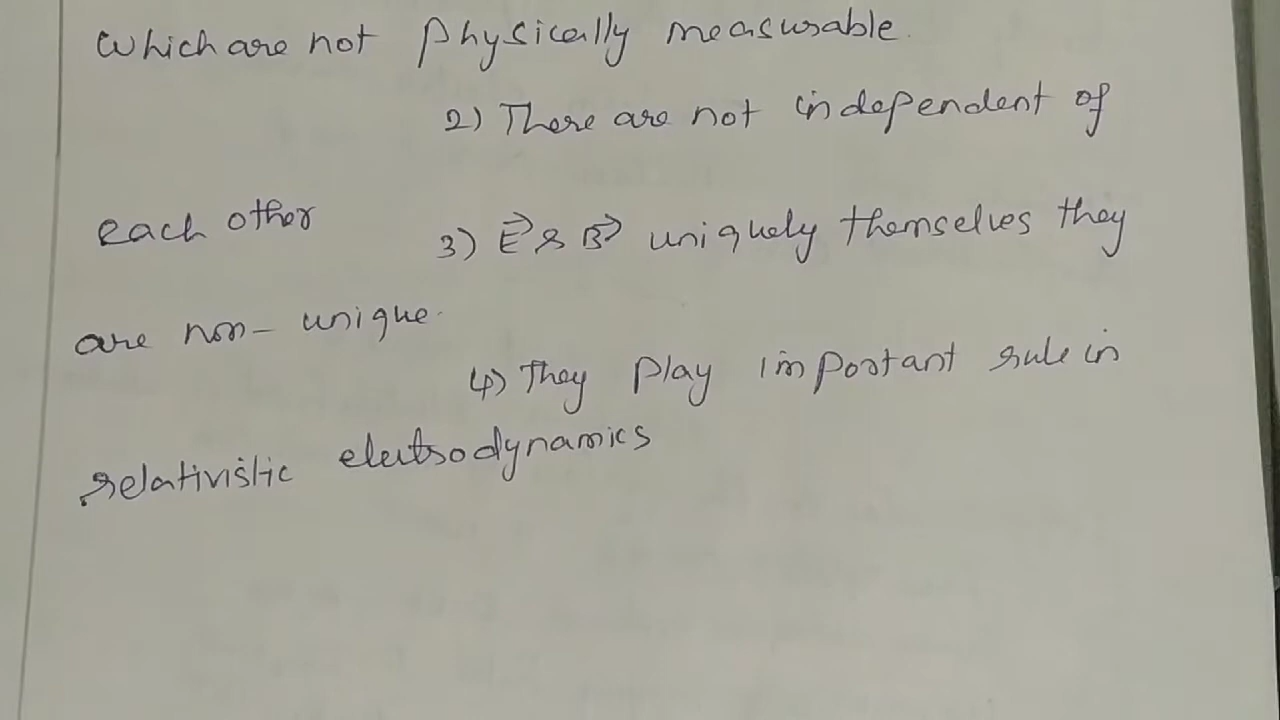 which are not physically measurable.
2) There are not independent of
each other
3) E⃗ & B⃗ uniquely themselves they
are non-unique.
4) They play important rule in
relativistic electrodynamics